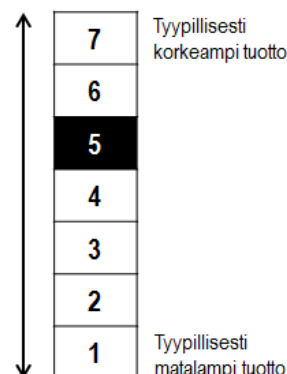 7 Tyypillisesti
korkeampi tuotto
6
5
4
3
2
1 Tyypillisesti
matalampi tuotto